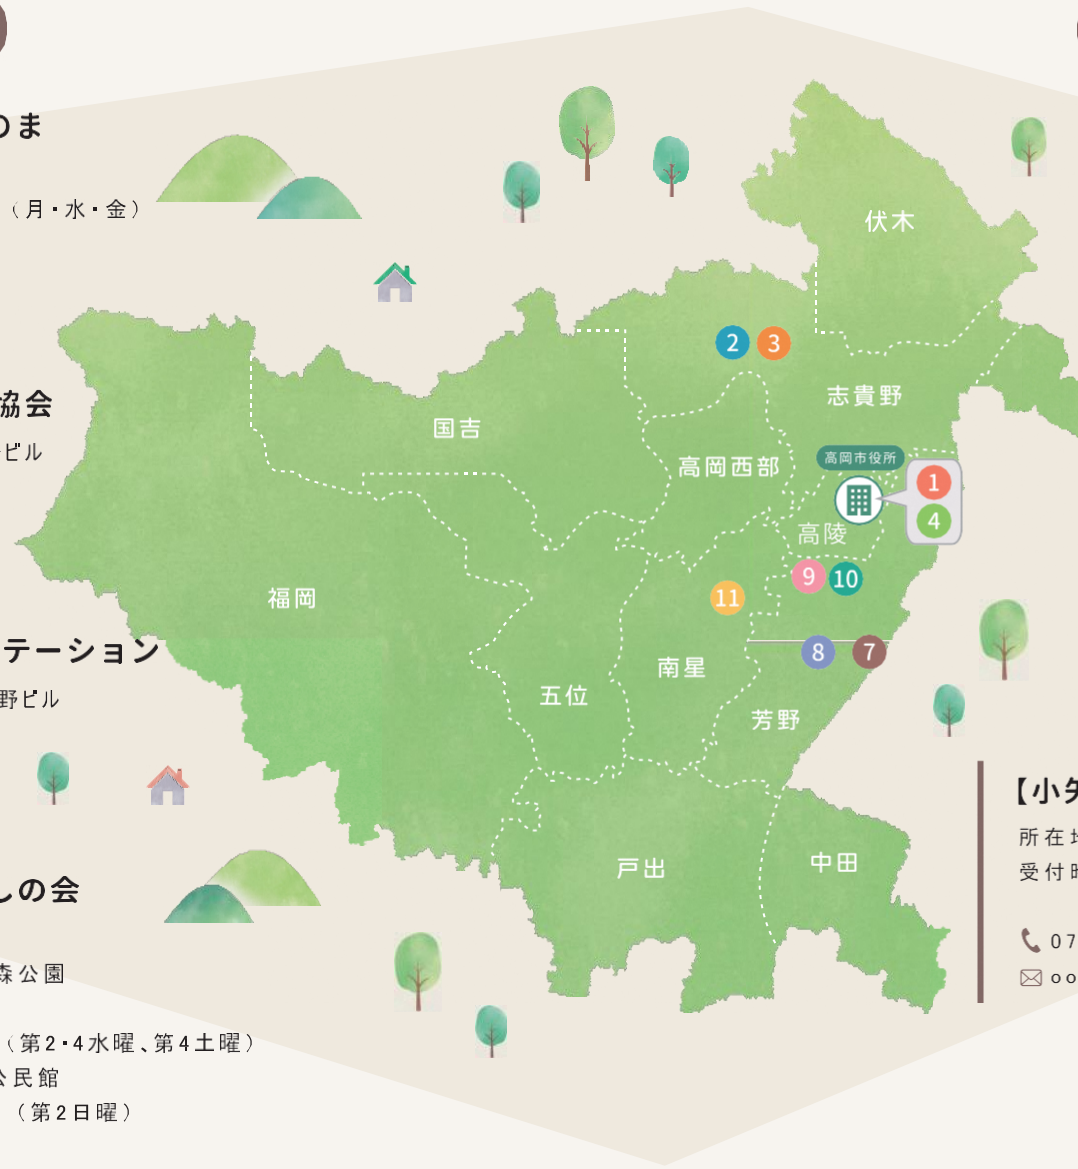 のま
（月・水・金）
伏木
2
3
協会
志貴野
国吉
ービル
高岡西部
高岡市役所
1
4
高陵
9
10
11
福岡
テーション
8
7
南星
五位
野ビル
芳野
【小矢
所在地
戸出
中田
受付時
しの会
07
森公園
oo
（第2・4水曜、第4土曜）
公民館
（第2日曜）